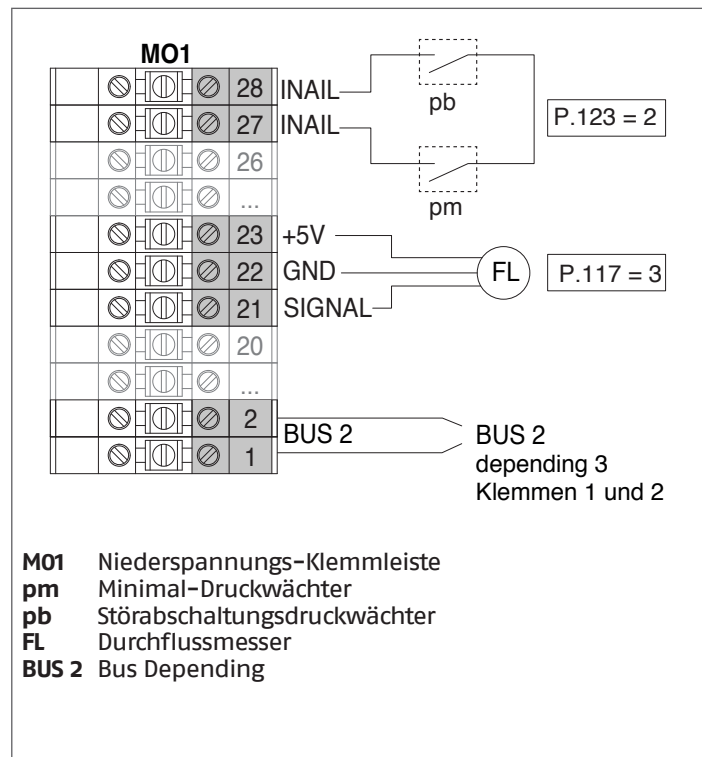 MO1
28 INAIL
pb
27 INAIL
P.123 = 2
26
pm
...
23 +5V
22 GND
FL
P.117 = 3
21 SIGNAL
20
...
2
BUS 2
1
BUS 2
depending 3
Klemmen 1 und 2
M01 Niederspannungs-Klemmleiste
pm Minimal-Druckwächter
pb Störabschaltungsdruckwächter
FL Durchflussmesser
BUS 2 Bus Depending